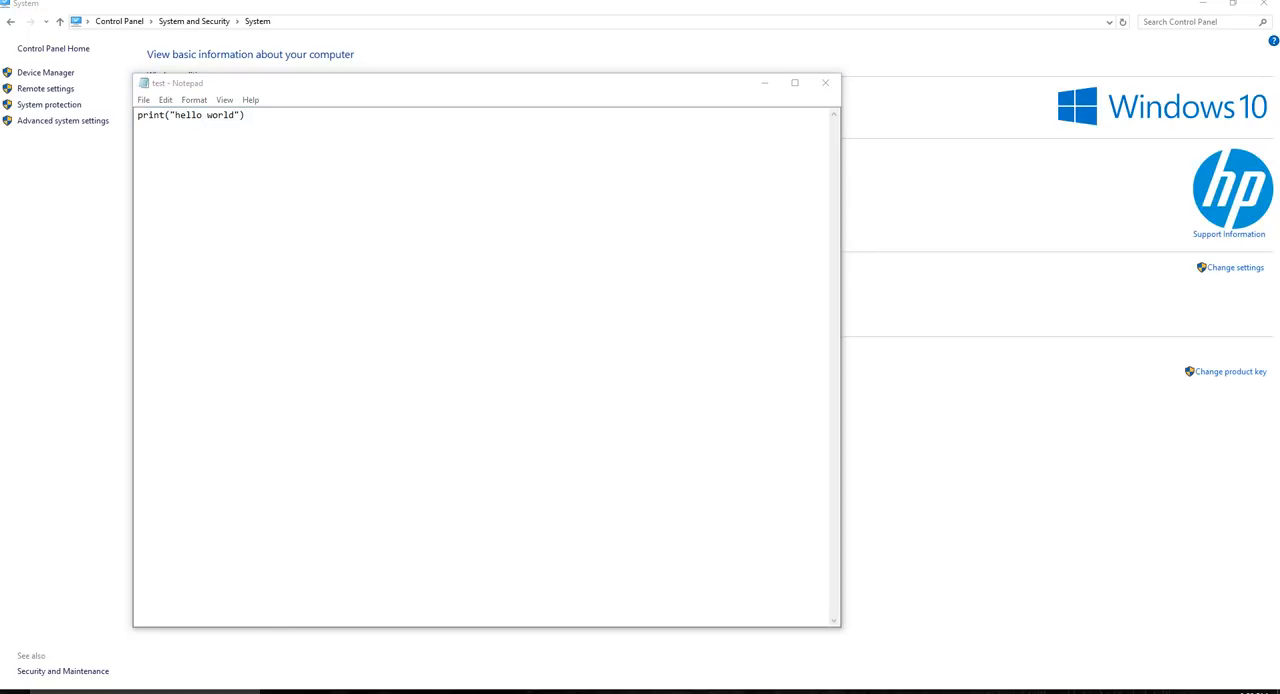 System
Control Panel > System and Security > System
Search Control Panel
Control Panel Home
Device Manager
Remote settings
System protection
Advanced system settings
View basic information about your computer
test - Notepad
File Edit Format View Help
print("hello world")
Windows 10
hp
Support Information
Change settings
Change product key
See also
Security and Maintenance